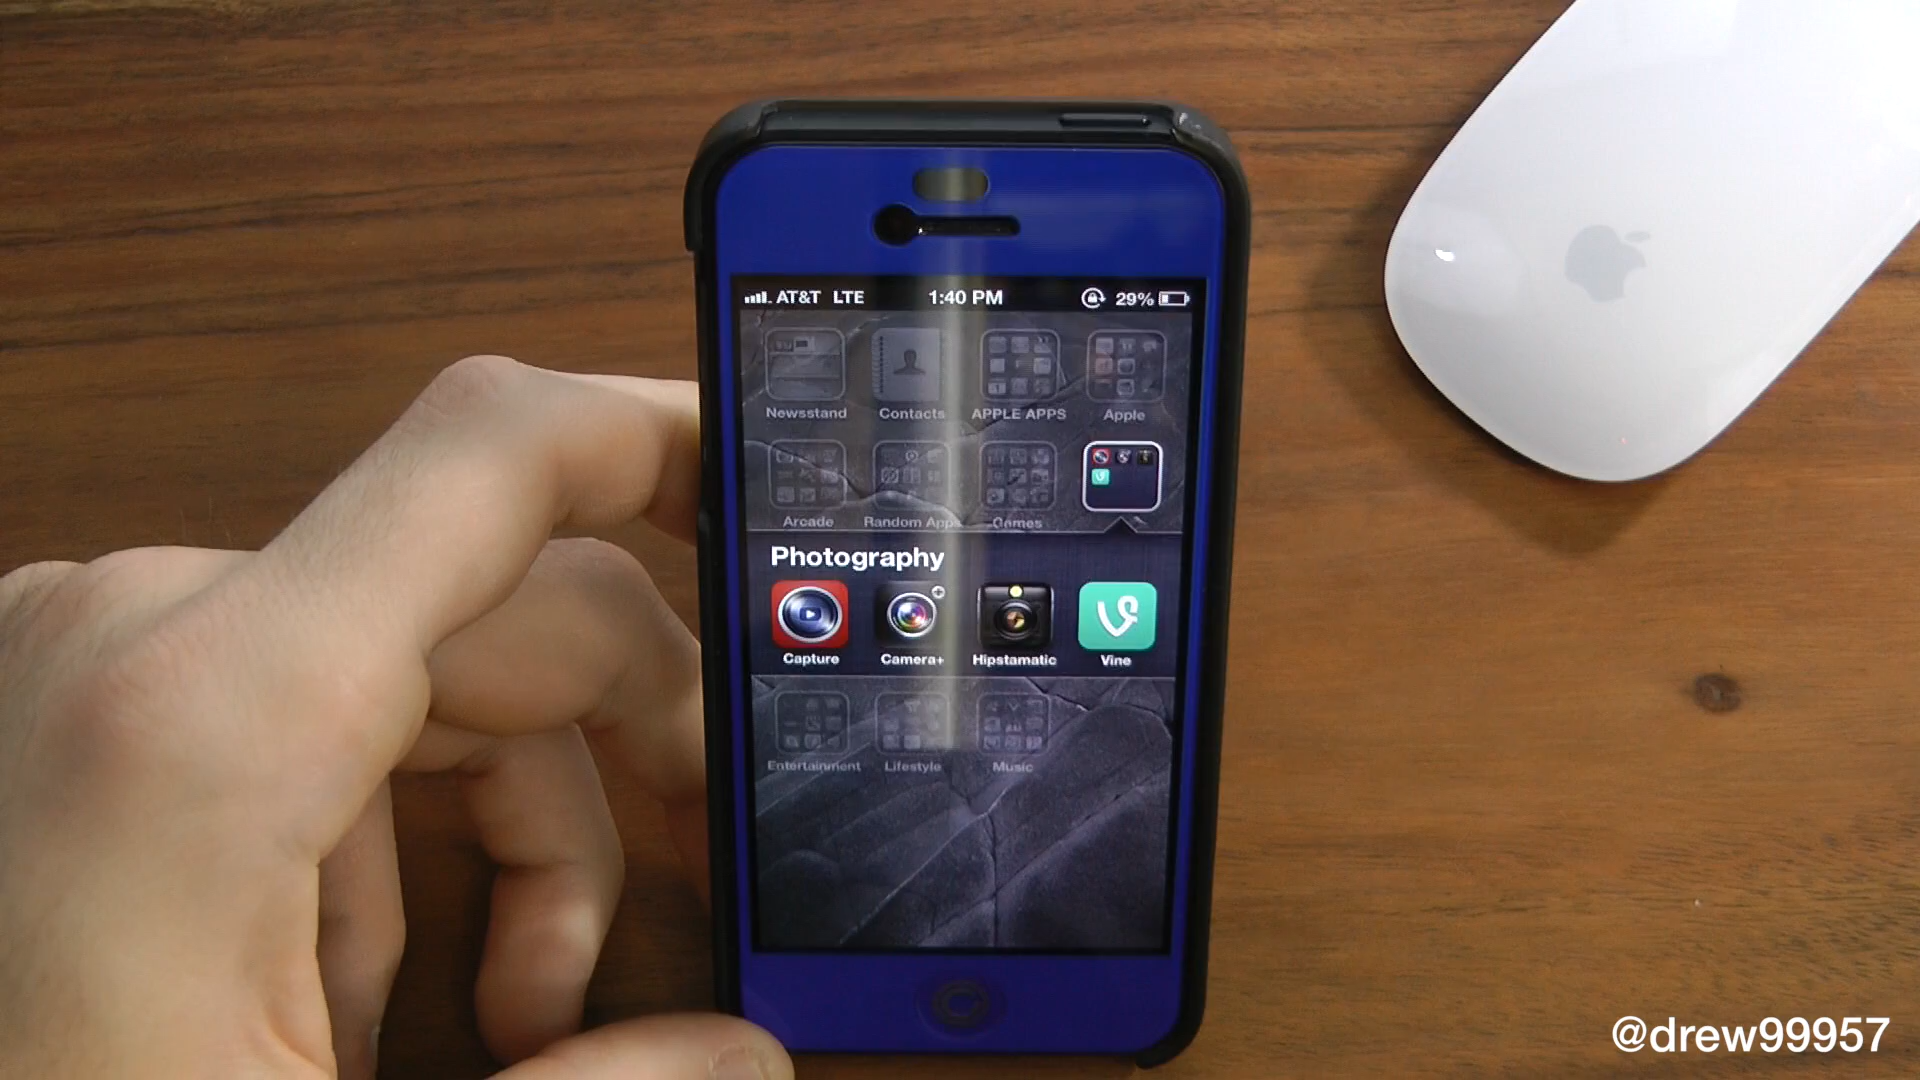 AT&T LTE 1:40 PM 29%
Newsstand Contacts APPLE APPS Apple
Arcade Random Apps Games
Photography
Capture Camera+ Hipstamatic Vine
Entertainment Lifestyle Music
@drew99957